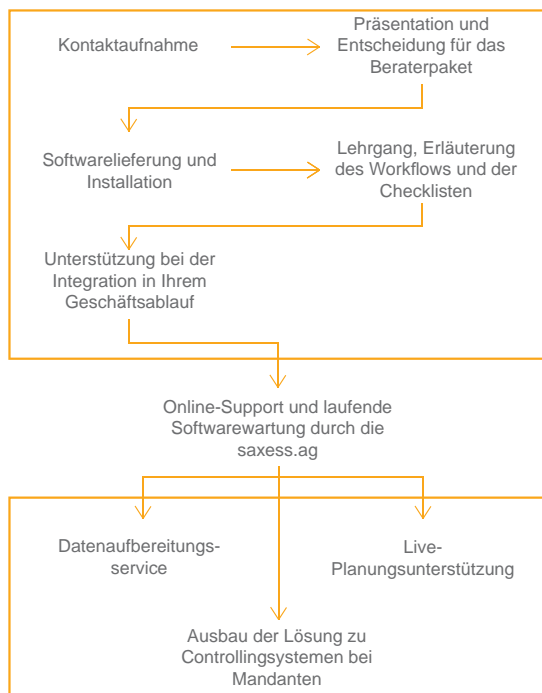 Kontaktaufnahme
Präsentation und
Entscheidung für das
Beraterpaket
Softwarelieferung und
Installation
Lehrgang, Erläuterung
des Workflows und der
Checklisten
Unterstützung bei der
Integration in Ihrem
Geschäftsablauf
Online-Support und laufende
Softwarewartung durch die
saxess.ag
Datenaufbereitungs-
service
Live-
Planungsunterstützung
Ausbau der Lösung zu
Controllingsystemen bei
Mandanten